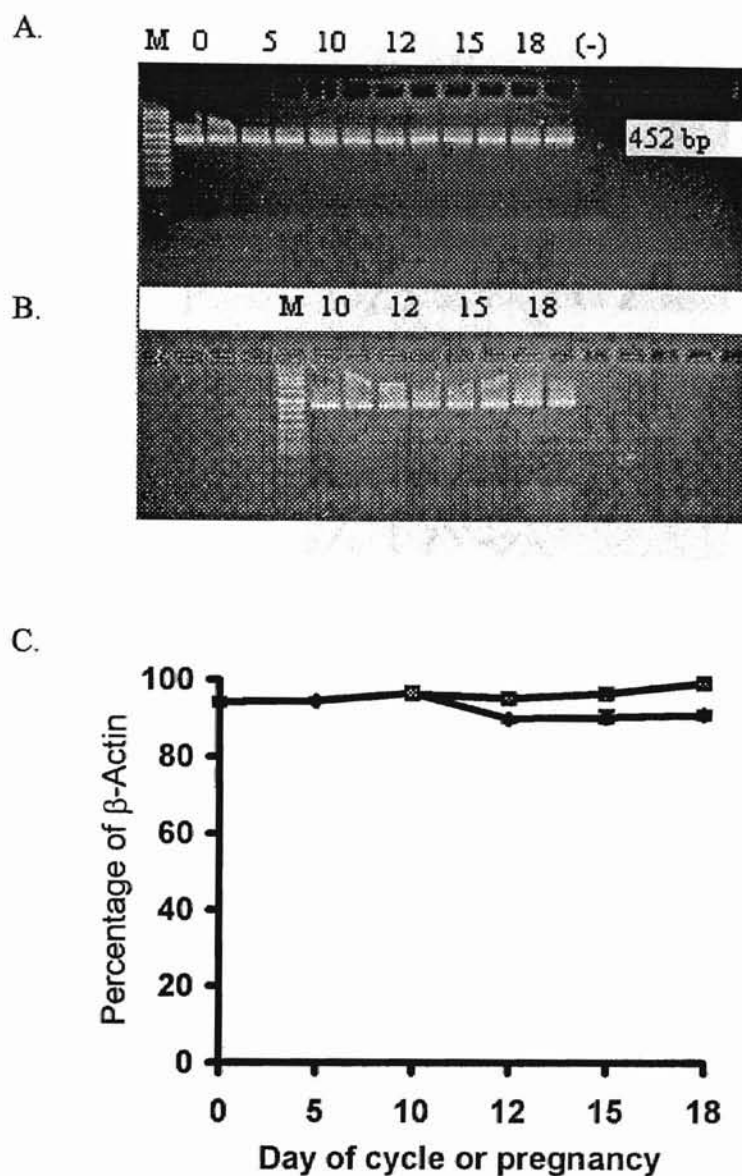 A.
M 0 5 10 12 15 18 (-)
452 bp
B.
M 10 12 15 18
C.
100
80
60
40
20
0
Percentage of β-Actin
0 5 10 12 15 18
Day of cycle or pregnancy